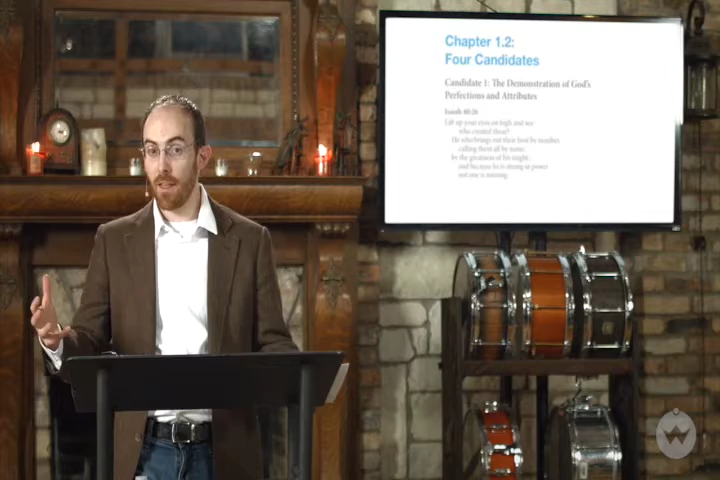 Chapter 1.2:
Four Candidates
Candidate 1: The Demonstration of God's
Perfections and Attributes
Isaiah 40:26
Lift up your eyes on high and see:
who created these?
He who brings out their host by number,
calling them all by name;
by the greatness of his might
and because he is strong in power
not one is missing.
W